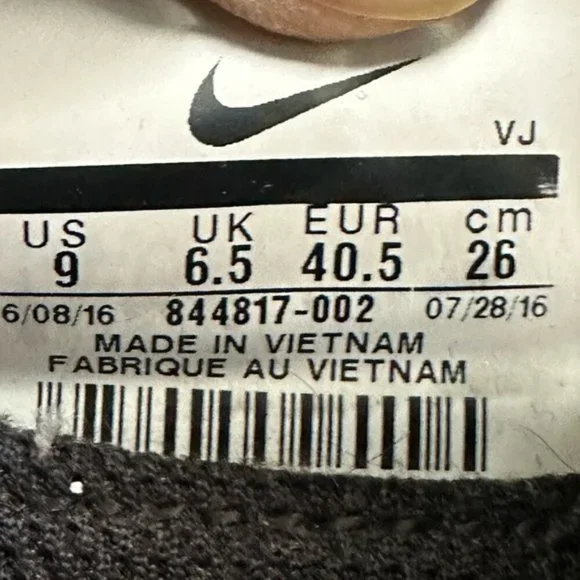 VJ
US UK EUR cm
9 6.5 40.5 26
6/08/16 844817-002 07/28/16
MADE IN VIETNAM
FABRIQUE AU VIETNAM